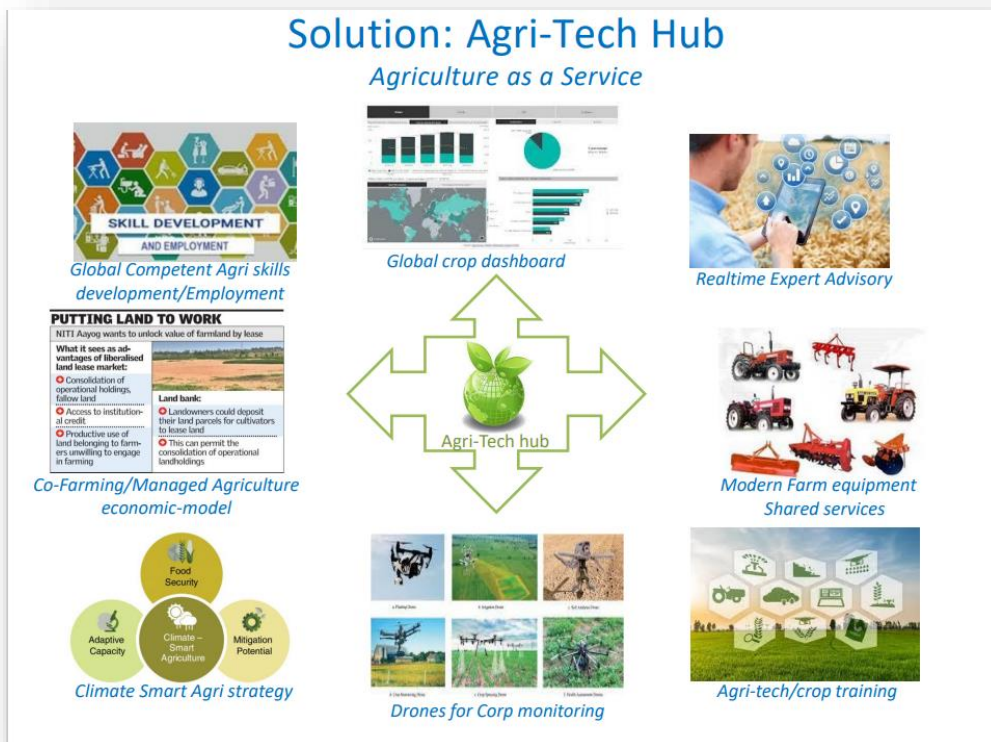 Solution: Agri-Tech Hub
Agriculture as a Service
SKILL DEVELOPMENT
AND EMPLOYMENT
Global Competent Agri skills
development/Employment
Global crop dashboard
Realtime Expert Advisory
PUTTING LAND TO WORK
NITI Aayog wants to unlock value of farmland by lease
What it sees as ad-
vantages of liberalised
land lease market:
Consolidation of
operational holdings,
fallow land
Access to institution-
al credit
Productive use of
land belonging to farm-
ers unwilling to engage
in farming
Land bank:
Landowners could deposit
their land parcels for cultivators
to lease land
This can permit the
consolidation of operational
landholdings
Co-Farming/Managed Agriculture
economic-model
Agri-Tech hub
Modern Farm equipment
Shared services
Food
Security
Adaptive
Capacity
Climate –
Smart
Agriculture
Mitigation
Potential
Climate Smart Agri strategy
Drones for Corp monitoring
Agri-tech/crop training